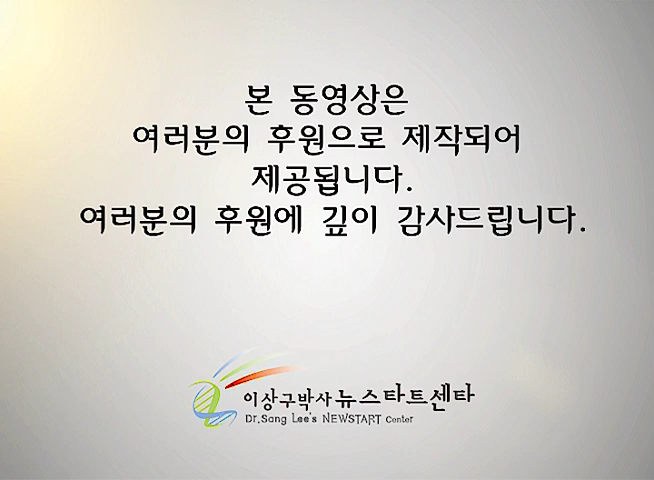 본 동영상은
여러분의 후원으로 제작되어
제공됩니다.
여러분의 후원에 깊이 감사드립니다.
이상구박사 뉴스타트센타
Dr.Sang Lee's NEWSTART Center